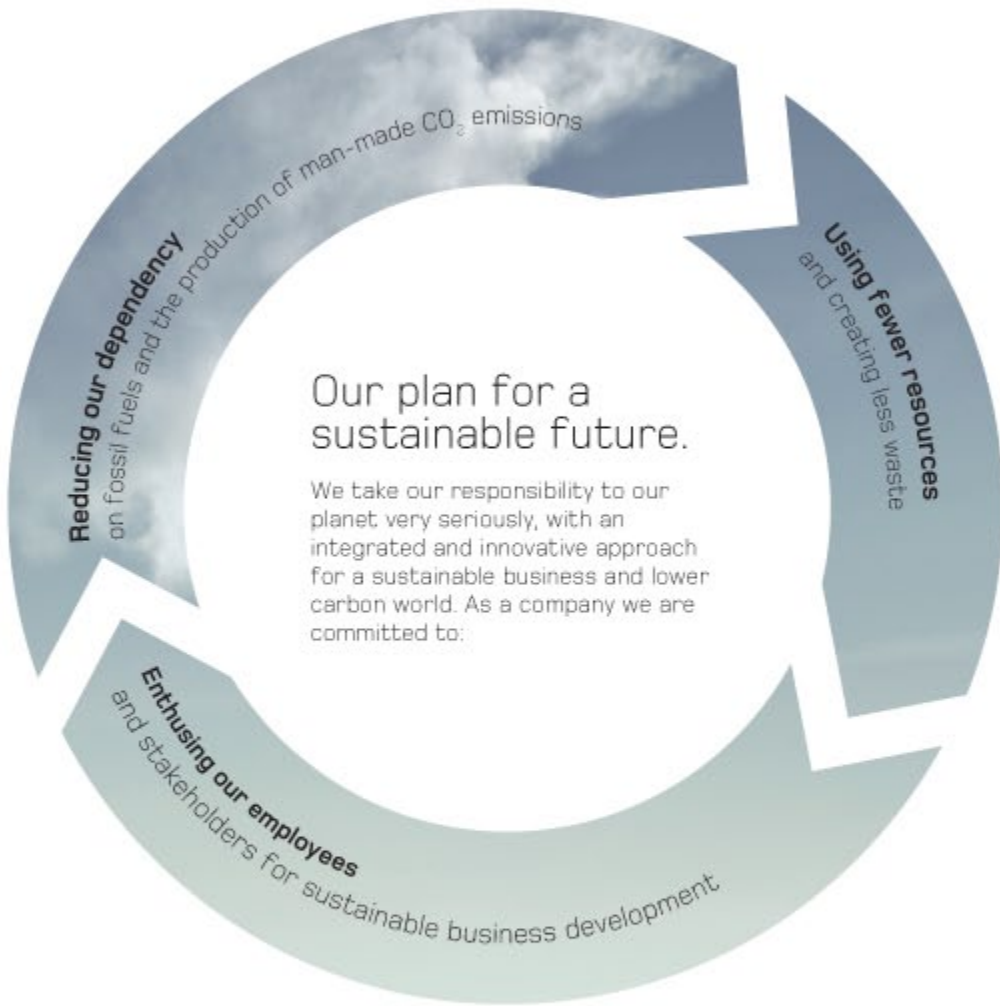 Our plan for a
sustainable future.
We take our responsibility to our
planet very seriously, with an
integrated and innovative approach
for a sustainable business and lower
carbon world. As a company we are
committed to:
Reducing our dependency
on fossil fuels and the production of man-made CO₂ emissions
Using fewer resources
and creating less waste
Enthusing our employees
and stakeholders for sustainable business development